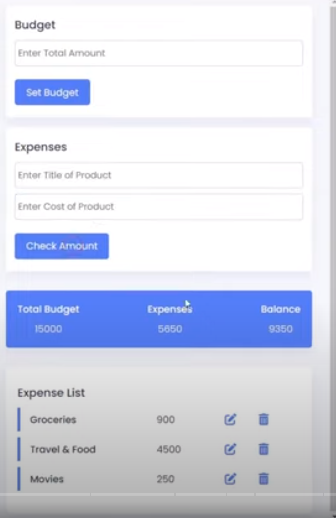 Budget
Enter Total Amount
Set Budget
Expenses
Enter Title of Product
Enter Cost of Product
Check Amount
Total Budget Expenses Balance
15000 5650 9350
Expense List
Groceries 900
Travel & Food 4500
Movies 250